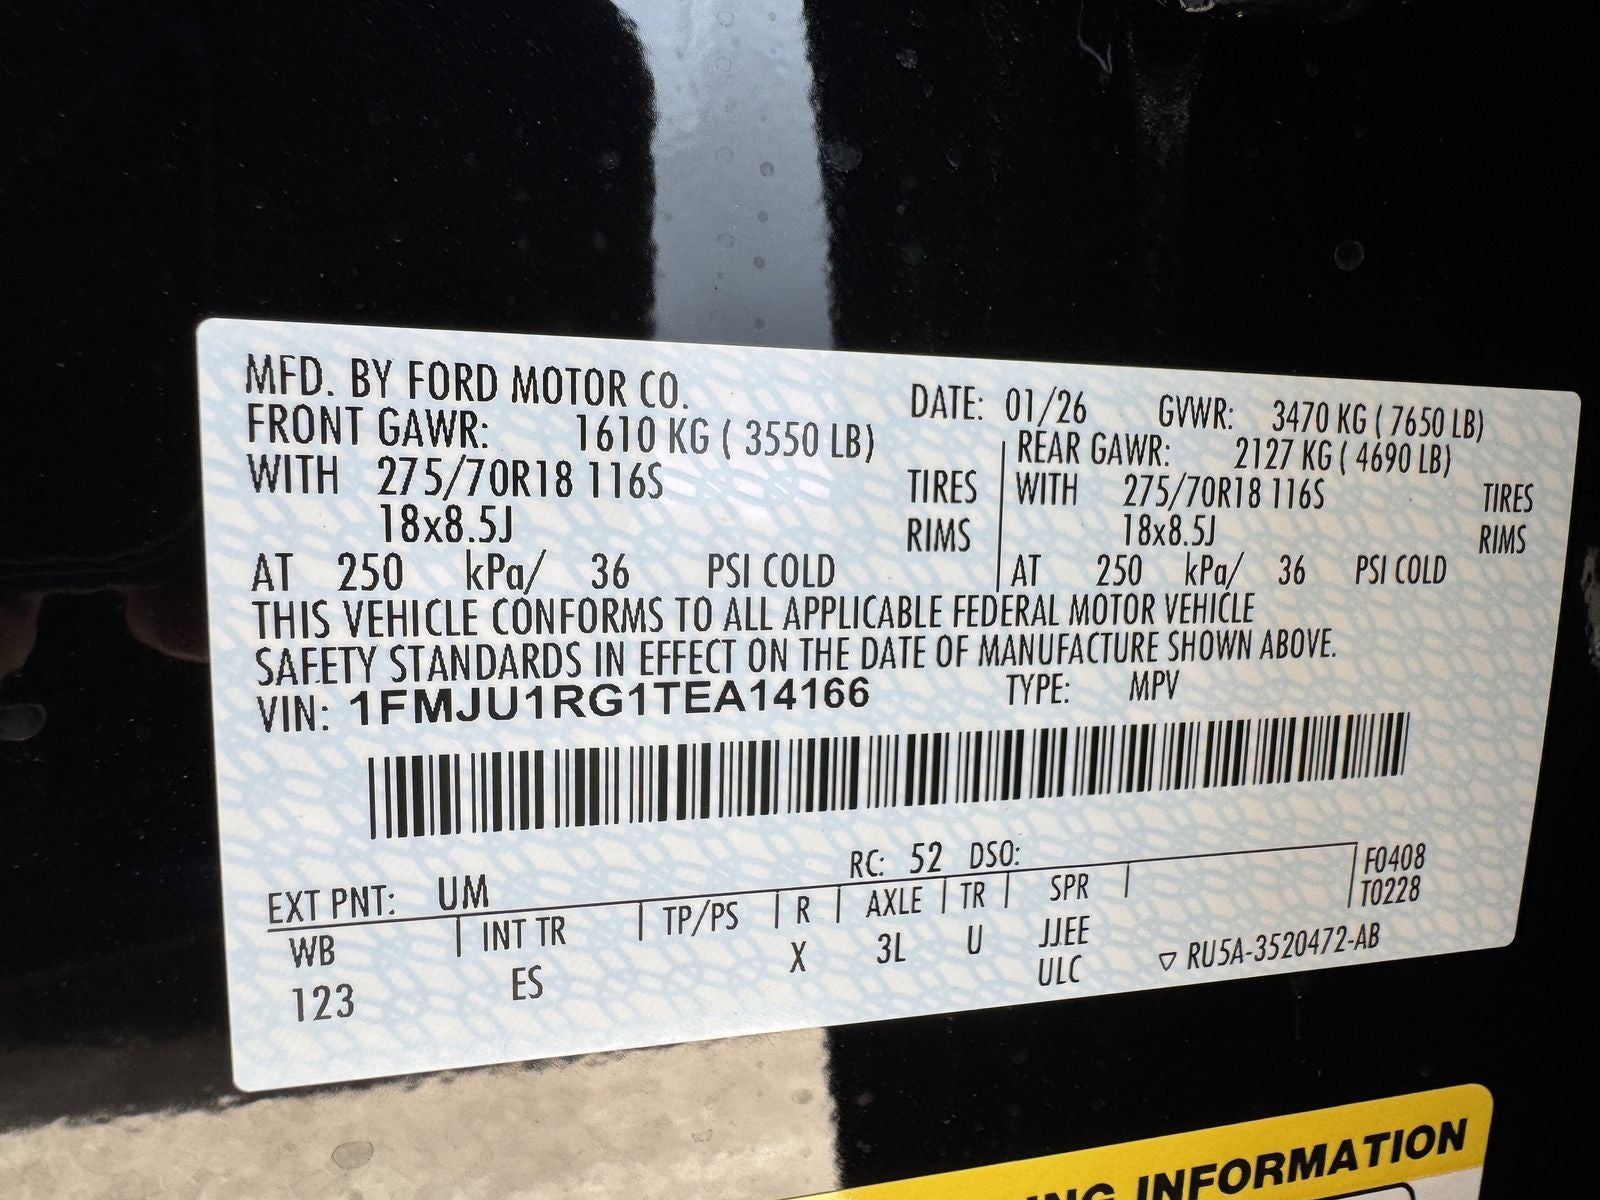 MFD. BY FORD MOTOR CO.
DATE: 01/26 GVWR: 3470 KG ( 7650 LB)
FRONT GAWR: 1610 KG ( 3550 LB)
REAR GAWR: 2127 KG ( 4690 LB)
WITH 275/70R18 116S TIRES
WITH 275/70R18 116S TIRES
18x8.5J RIMS
18x8.5J RIMS
AT 250 kPa/ 36 PSI COLD
AT 250 kPa/ 36 PSI COLD
THIS VEHICLE CONFORMS TO ALL APPLICABLE FEDERAL MOTOR VEHICLE
SAFETY STANDARDS IN EFFECT ON THE DATE OF MANUFACTURE SHOWN ABOVE.
VIN: 1FMJU1RG1TEA14166 TYPE: MPV
EXT PNT: UM RC: 52 DSO: F0408
WB INT TR TP/PS R AXLE TR SPR T0228
123 ES X 3L U JJEE
ULC ▽ RU5A-3520472-AB
INFORMATION